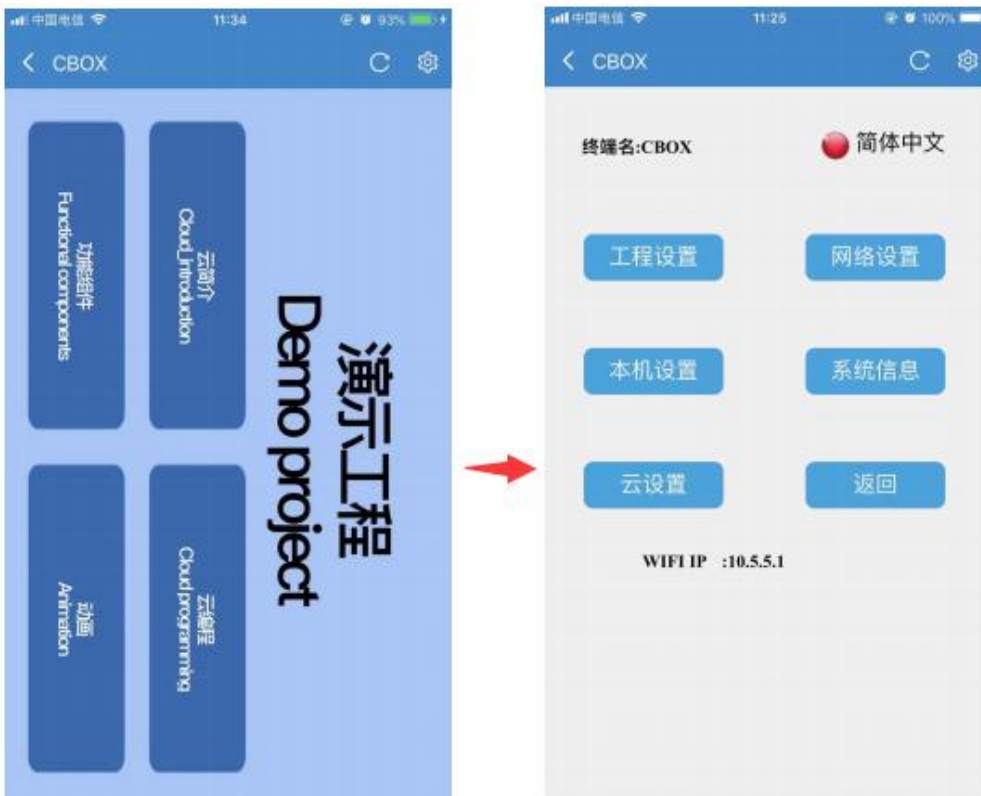 中国电信 11:34 93%
CBOX
演示工程
Demo project
云简介
Cloud_introduction
云编程
Cloud programming
功能组件
Functional components
动画
Animation
中国电信 11:25 100%
CBOX
终端名:CBOX 简体中文
工程设置 网络设置
本机设置 系统信息
云设置 返回
WIFI IP :10.5.5.1